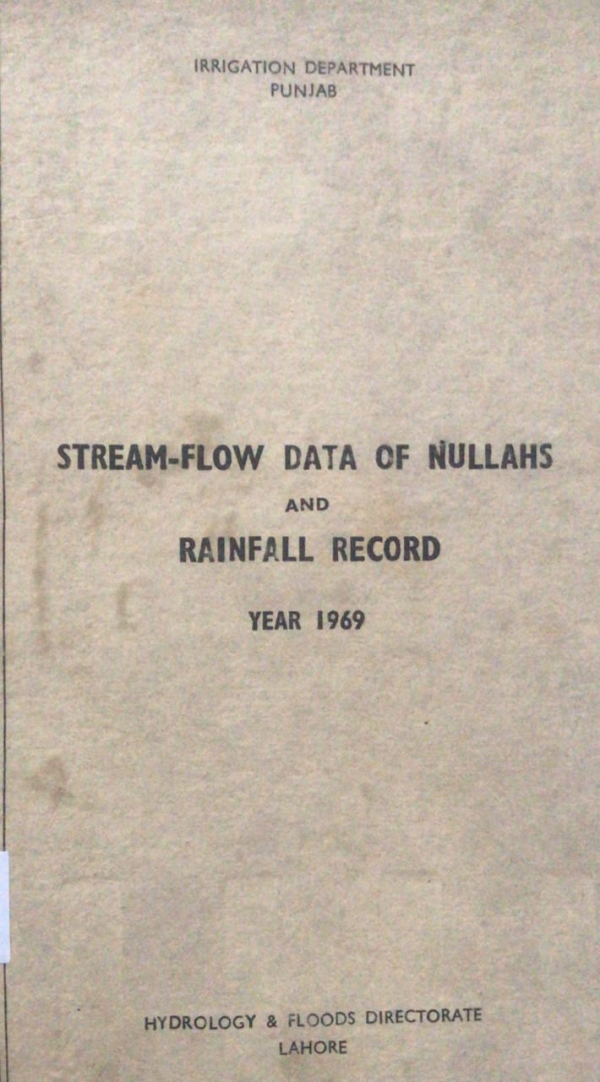 IRRIGATION DEPARTMENT
PUNJAB
STREAM-FLOW DATA OF NULLAHS
AND
RAINFALL RECORD
YEAR 1969
HYDROLOGY & FLOODS DIRECTORATE
LAHORE